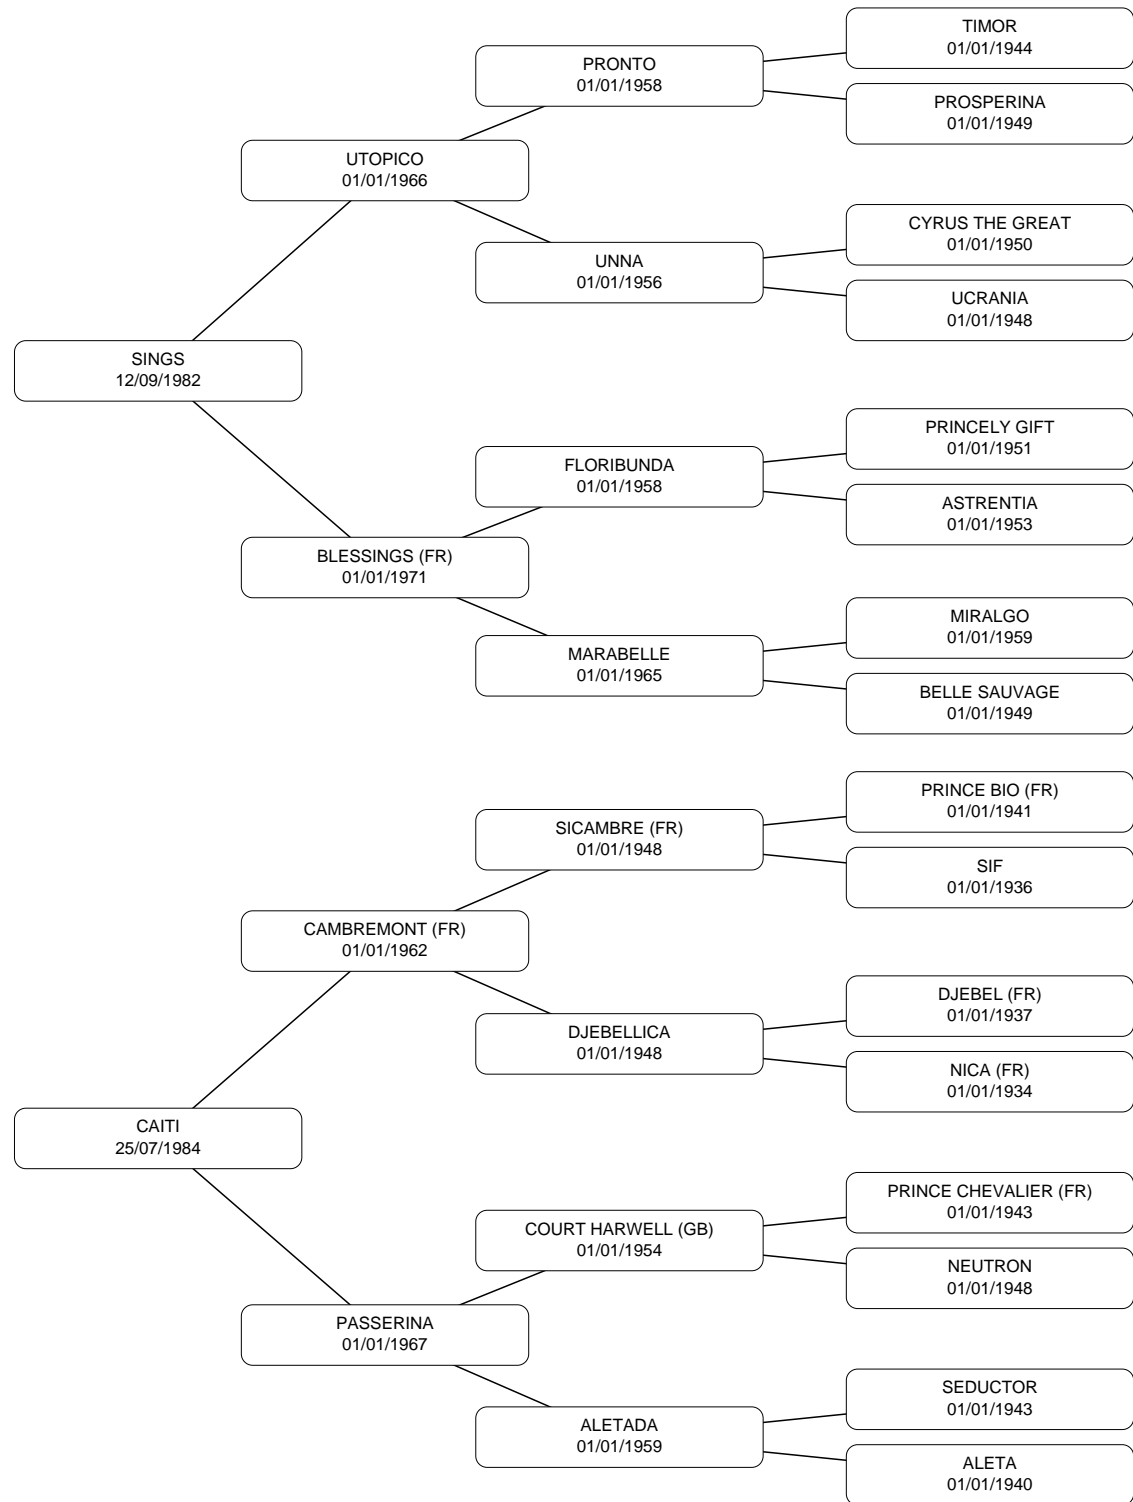 TIMOR
01/01/1944
PRONTO
01/01/1958
PROSPERINA
01/01/1949
UTOPICO
01/01/1966
CYRUS THE GREAT
01/01/1950
UNNA
01/01/1956
UCRANIA
01/01/1948
SINGS
12/09/1982
PRINCELY GIFT
01/01/1951
FLORIBUNDA
01/01/1958
ASTRENTIA
01/01/1953
BLESSINGS (FR)
01/01/1971
MIRALGO
01/01/1959
MARABELLE
01/01/1965
BELLE SAUVAGE
01/01/1949
PRINCE BIO (FR)
01/01/1941
SICAMBRE (FR)
01/01/1948
SIF
01/01/1936
CAMBREMONT (FR)
01/01/1962
DJEBEL (FR)
01/01/1937
DJEBELLICA
01/01/1948
NICA (FR)
01/01/1934
CAITI
25/07/1984
PRINCE CHEVALIER (FR)
01/01/1943
COURT HARWELL (GB)
01/01/1954
NEUTRON
01/01/1948
PASSERINA
01/01/1967
SEDUCTOR
01/01/1943
ALETADA
01/01/1959
ALETA
01/01/1940